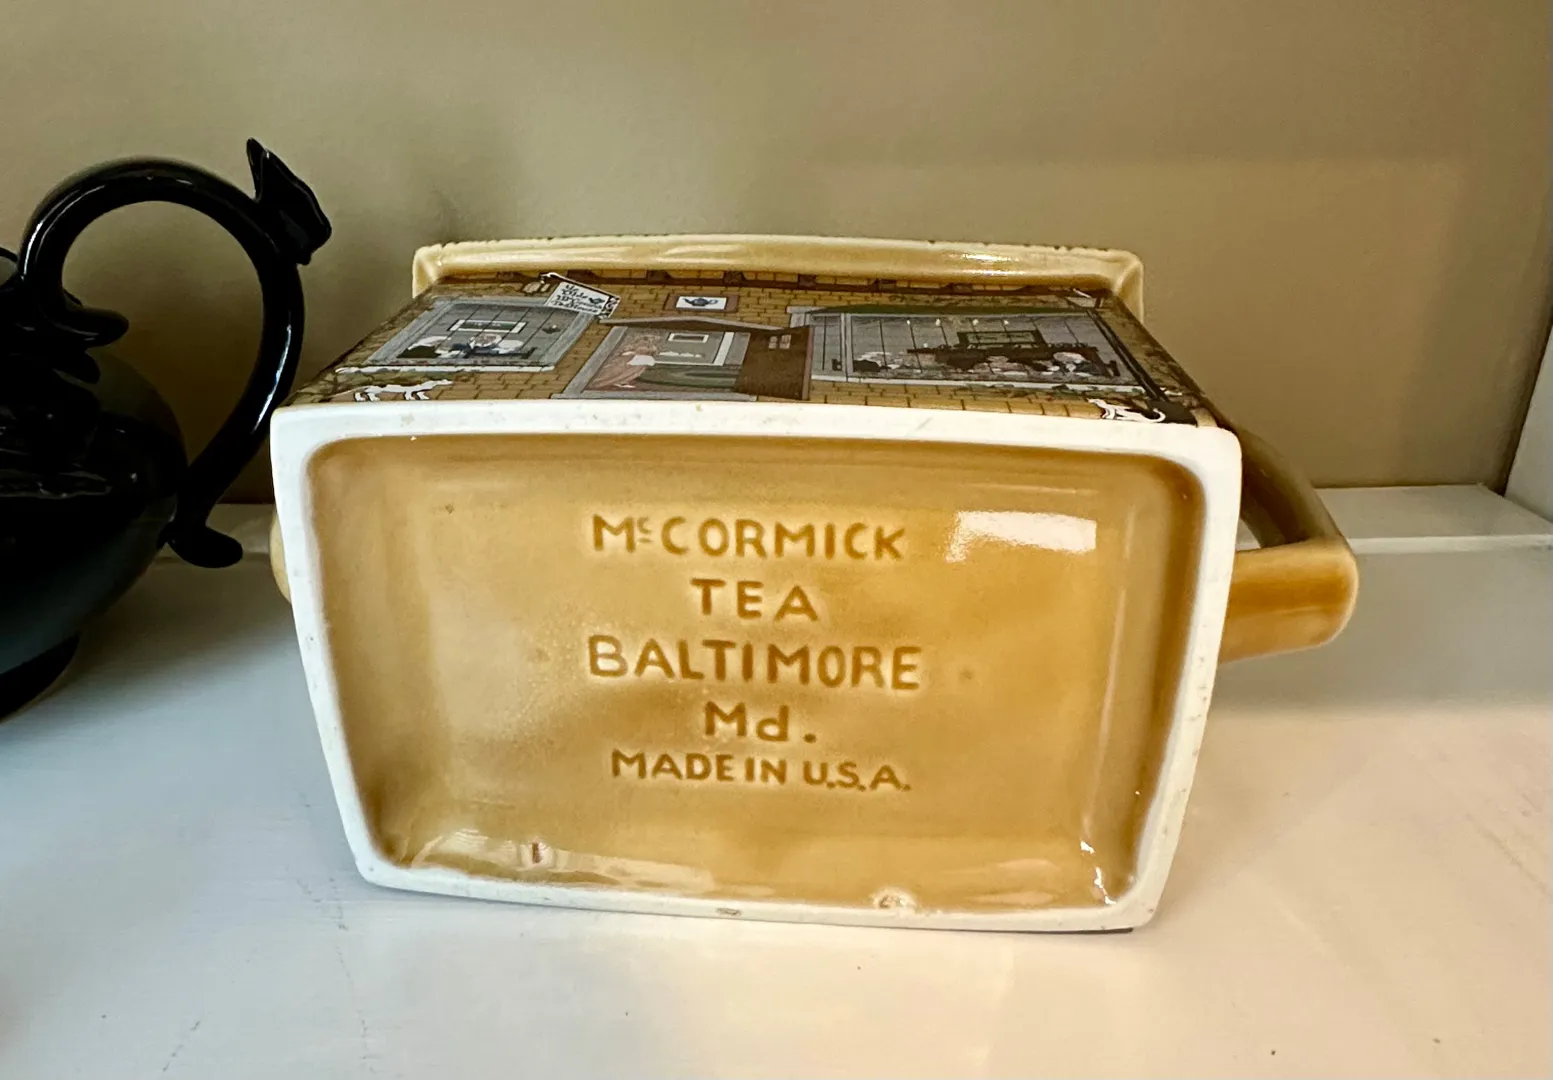 McCORMICK
TEA
BALTIMORE
Md.
MADE IN U.S.A.